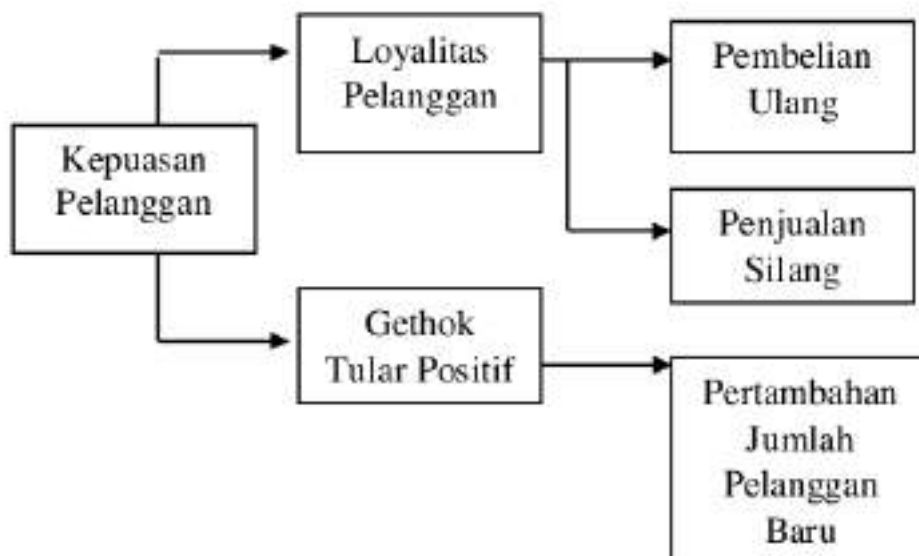 Kepuasan
Pelanggan
Loyalitas
Pelanggan
Pembelian
Ulang
Penjualan
Silang
Gethok
Tular Positif
Pertambahan
Jumlah
Pelanggan
Baru